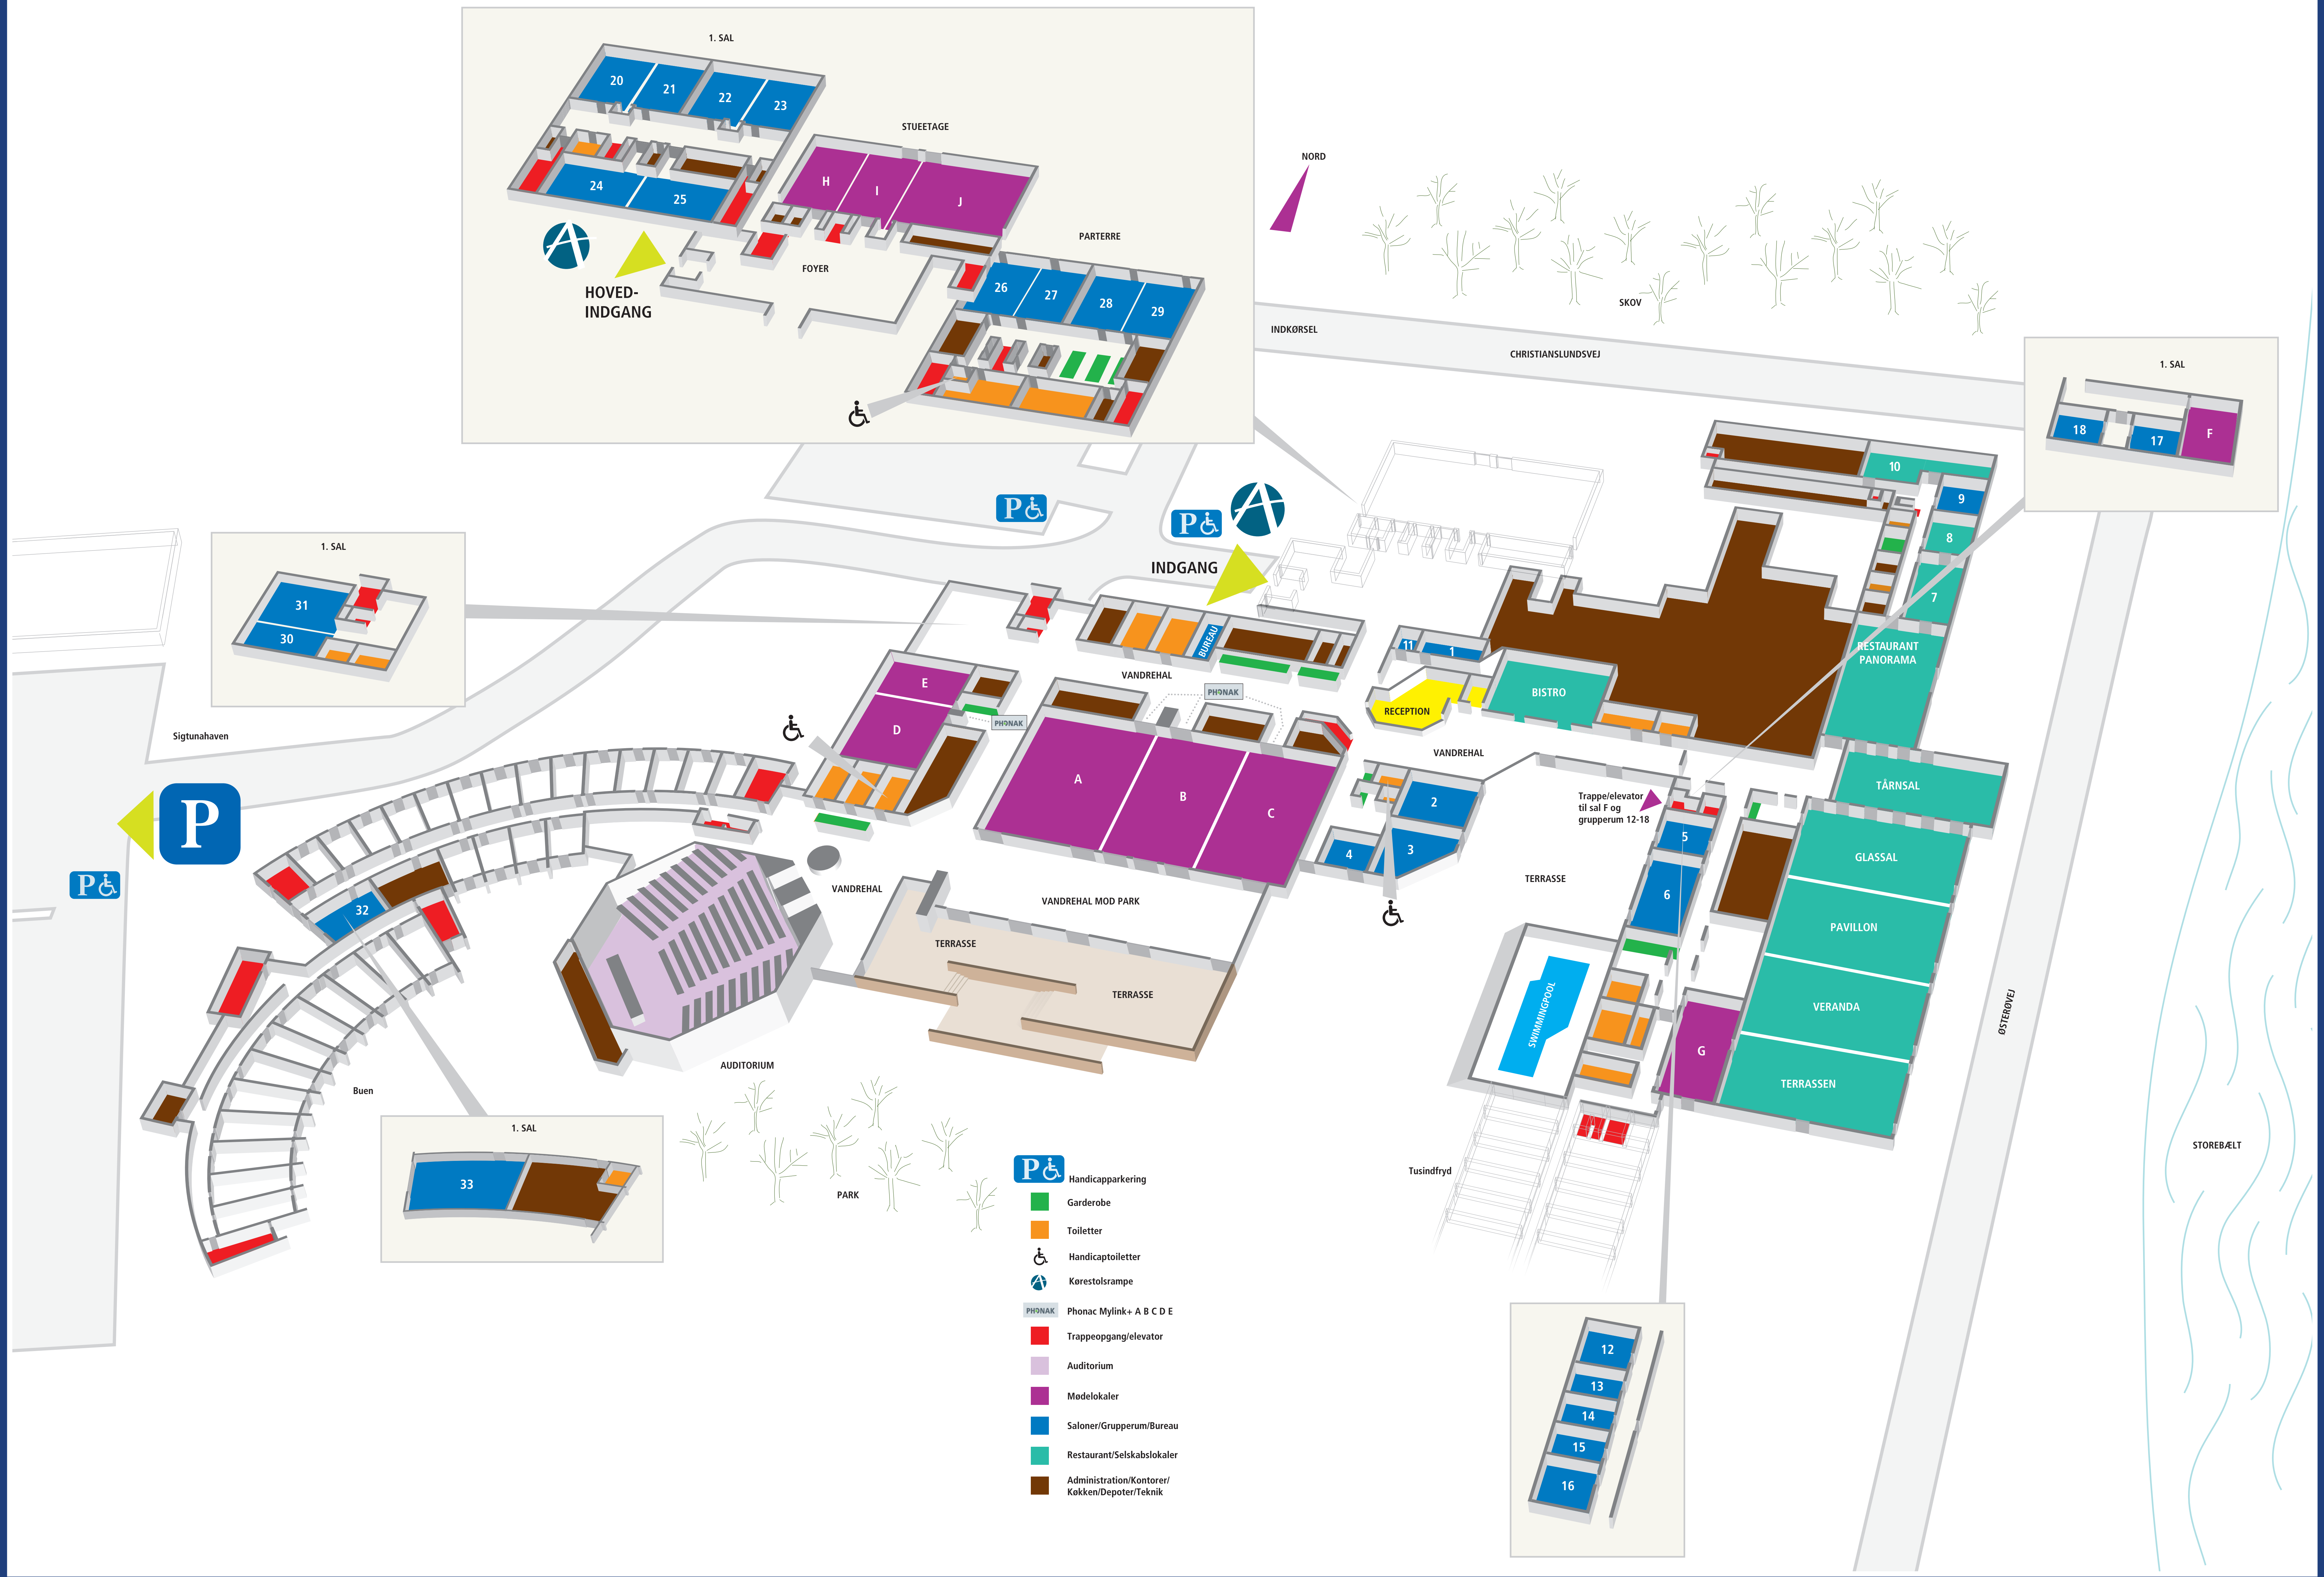 1. SAL
20
21
22
23
24
25
STUEETAGE
H
I
J
HOVED-
INDGANG
FOYER
PARTERRE
26
27
28
29
NORD
SKOV
INDKØRSEL
CHRISTIANSLUNDSVEJ
1. SAL
18
17
F
10
9
8
7
RESTAURANT
PANORAMA
P
P
INDGANG
1. SAL
31
30
Sigtunahaven
P
P
BUREAU
VANDREHAL
PHONAK
PHONAK
E
D
A
B
C
11
1
RECEPTION
BISTRO
VANDREHAL
2
3
4
TÅRNSAL
Trappe/elevator
til sal F og
grupperum 12-18
5
6
GLASSAL
PAVILLON
VERANDA
TERRASSEN
G
TERRASSE
SWIMMINGPOOL
ØSTERØVEJ
STOREBÆLT
VANDREHAL
VANDREHAL MOD PARK
TERRASSE
TERRASSE
AUDITORIUM
32
Buen
1. SAL
33
PARK
Tusindfryd
12
13
14
15
16
P
Handicapparkering
Garderobe
Toiletter
Handicaptoiletter
Kørestolsrampe
PHONAK
Phonac Mylink+ A B C D E
Trappeopgang/elevator
Auditorium
Mødelokaler
Saloner/Grupperum/Bureau
Restaurant/Selskabslokaler
Administration/Kontorer/
Køkken/Depoter/Teknik